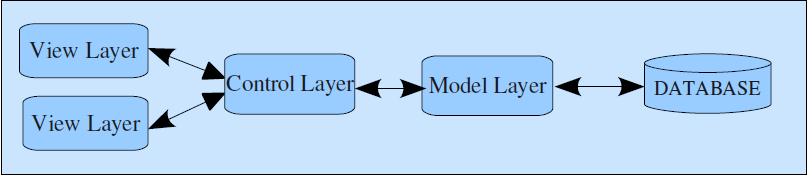 View Layer
Control Layer
Model Layer
DATABASE
View Layer